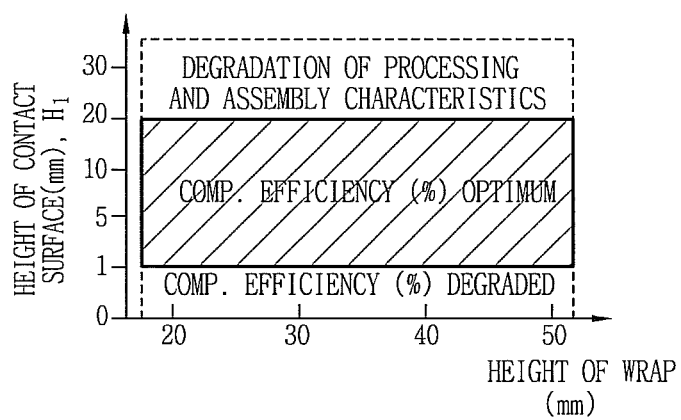 HEIGHT OF CONTACT
SURFACE(mm), H1
30
20
10
5
1
0
DEGRADATION OF PROCESSING
AND ASSEMBLY CHARACTERISTICS
COMP. EFFICIENCY (%) OPTIMUM
COMP. EFFICIENCY (%) DEGRADED
20
30
40
50
HEIGHT OF WRAP
(mm)